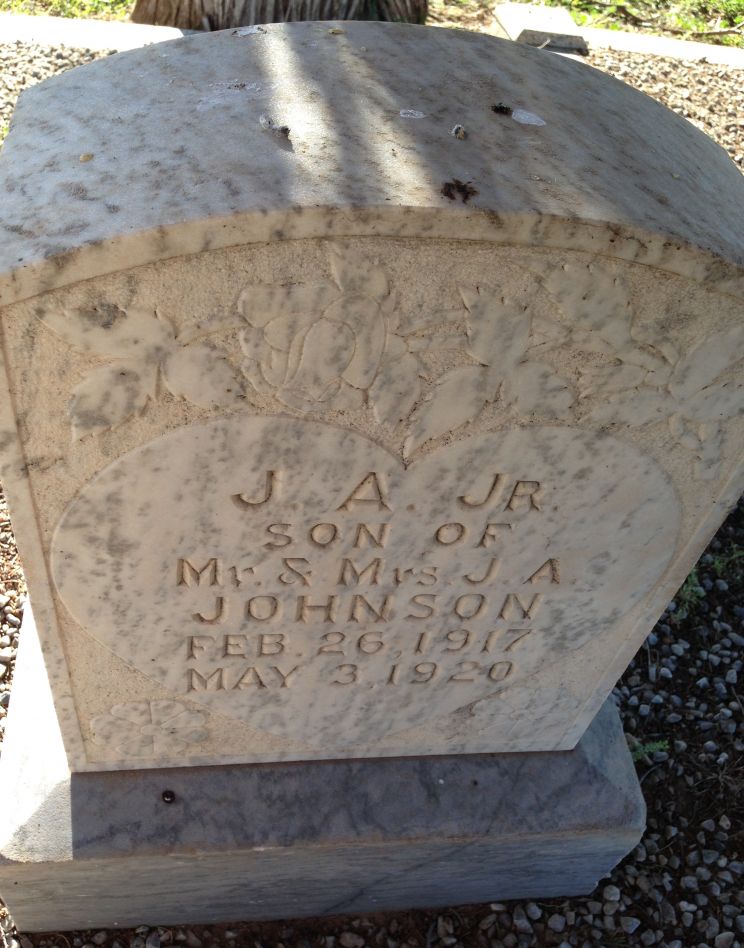 J. A. JR.
SON OF
Mr. & Mrs. J. A.
JOHNSON
FEB. 26, 1917
MAY 3, 1920